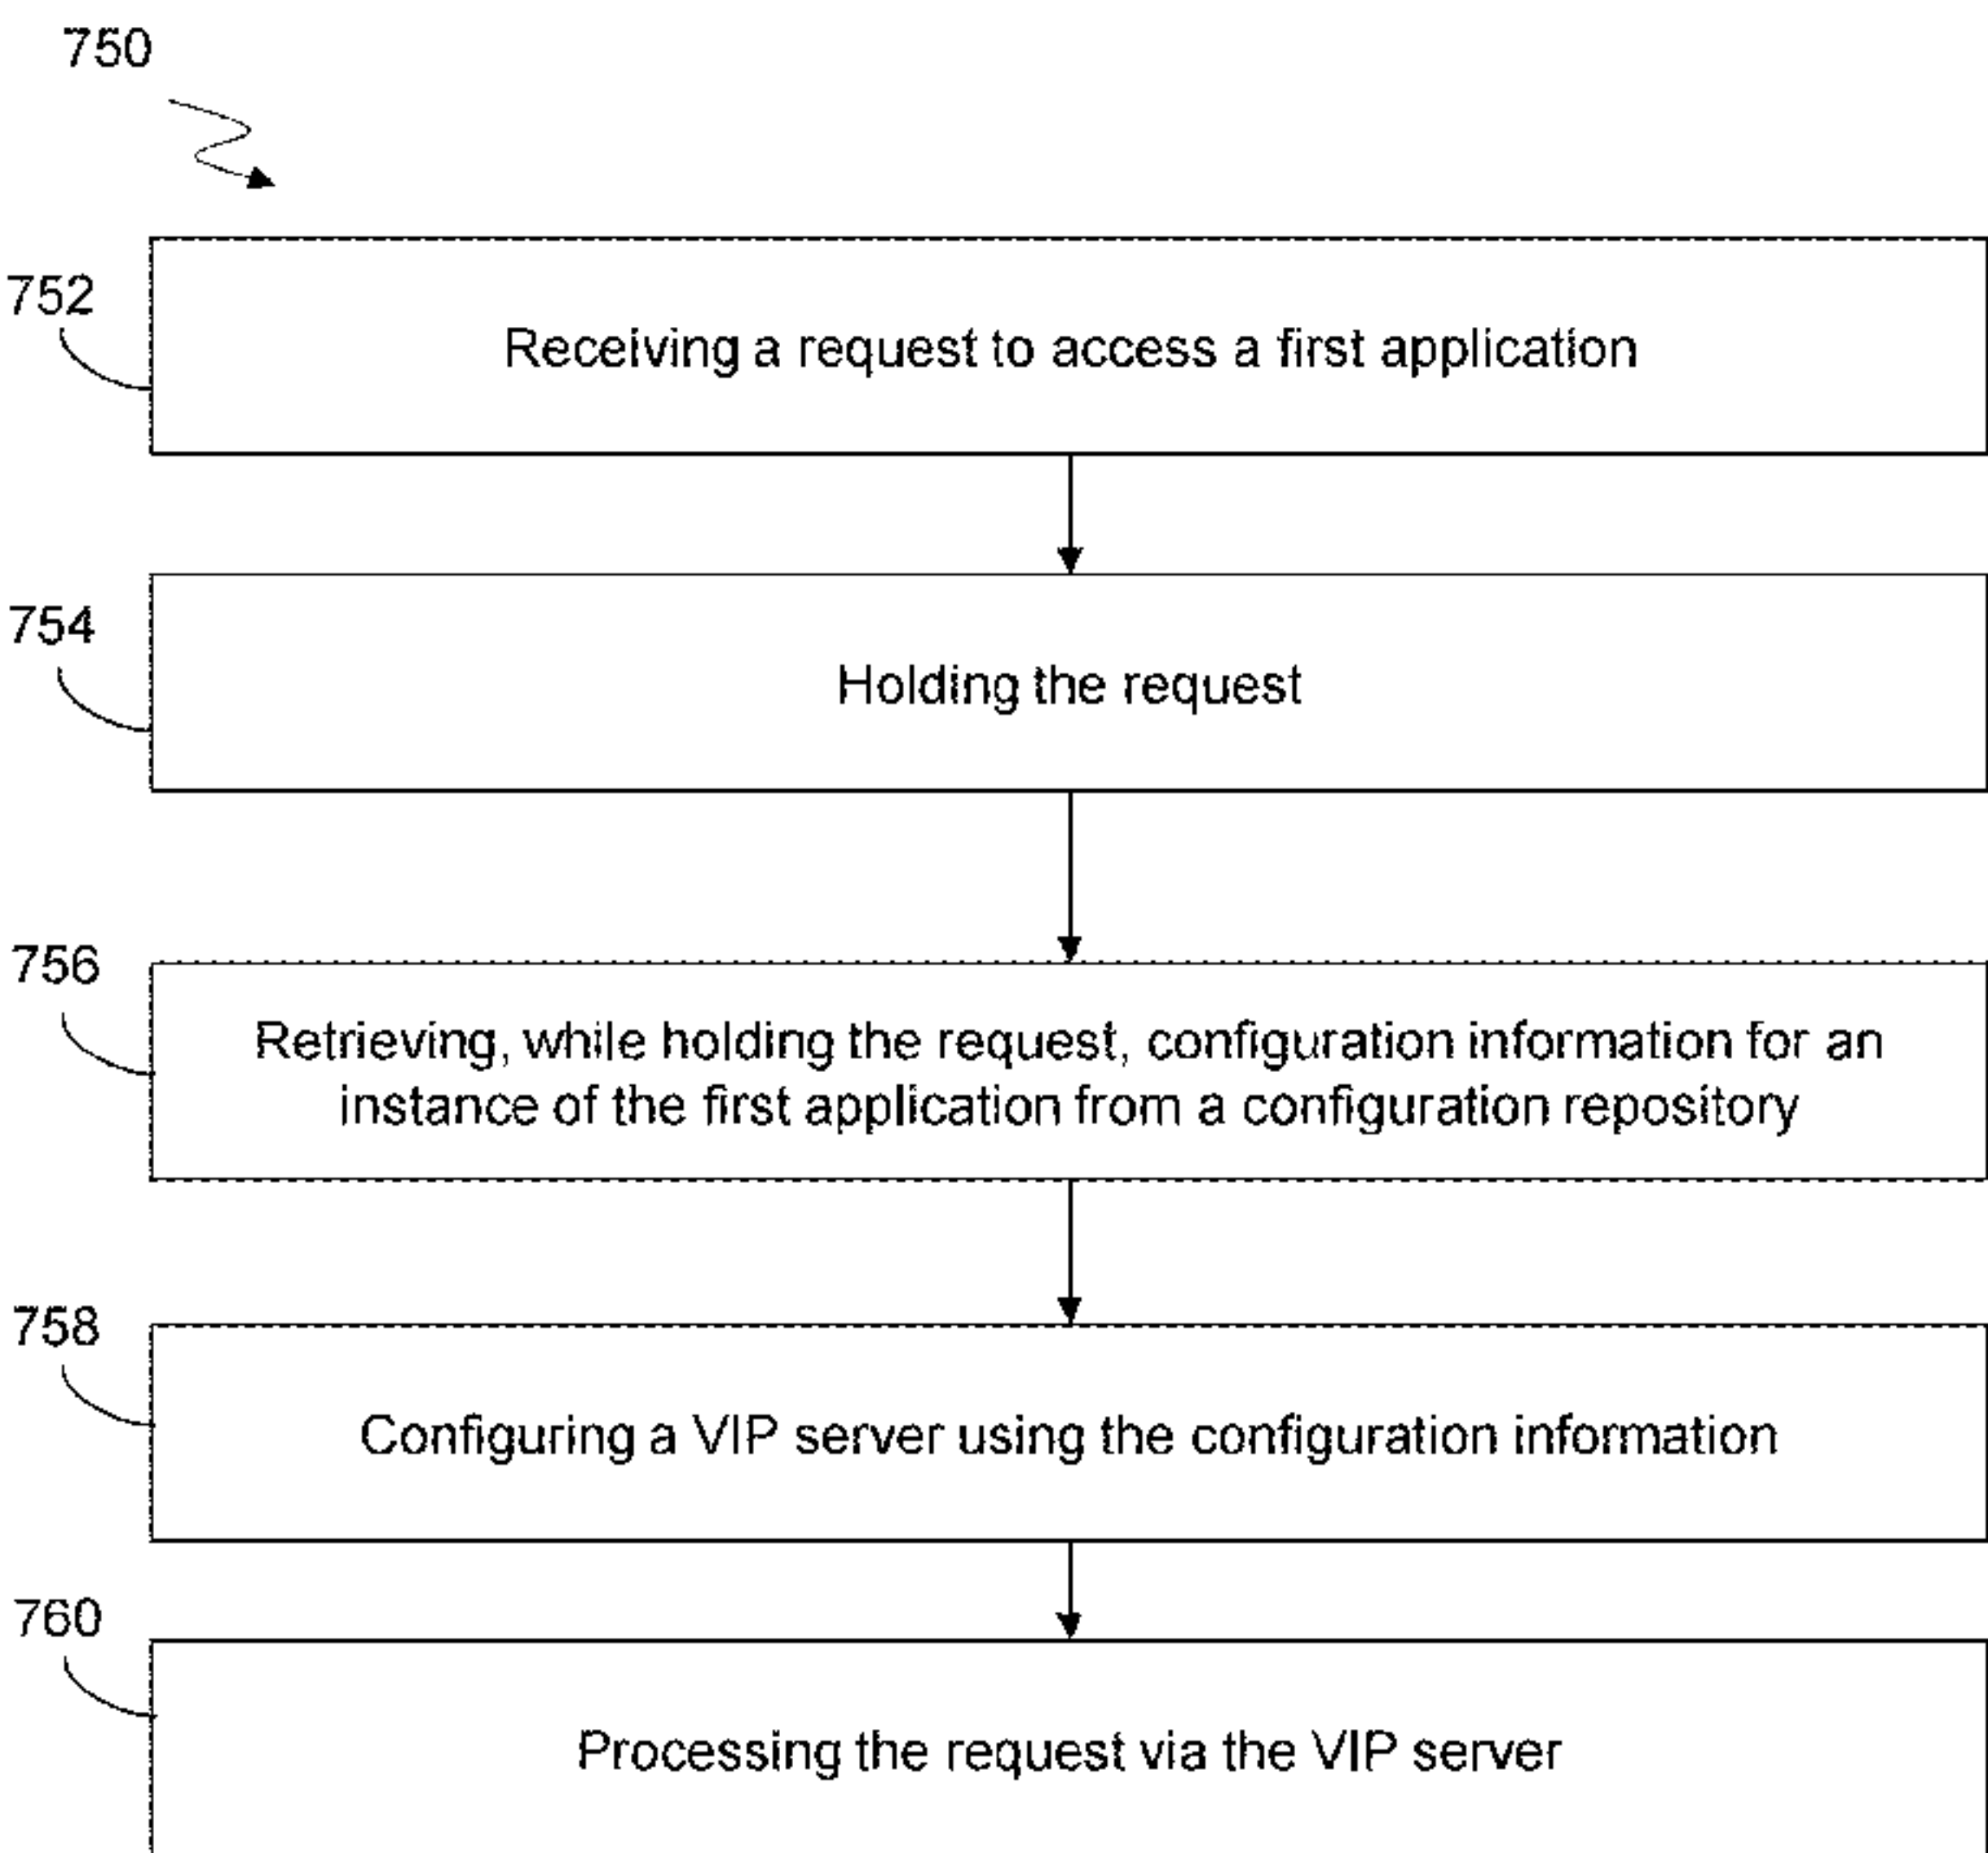 750
752
Receiving a request to access a first application
754
Holding the request
756
Retrieving, while holding the request, configuration information for an
instance of the first application from a configuration repository
758
Configuring a VIP server using the configuration information
760
Processing the request via the VIP server